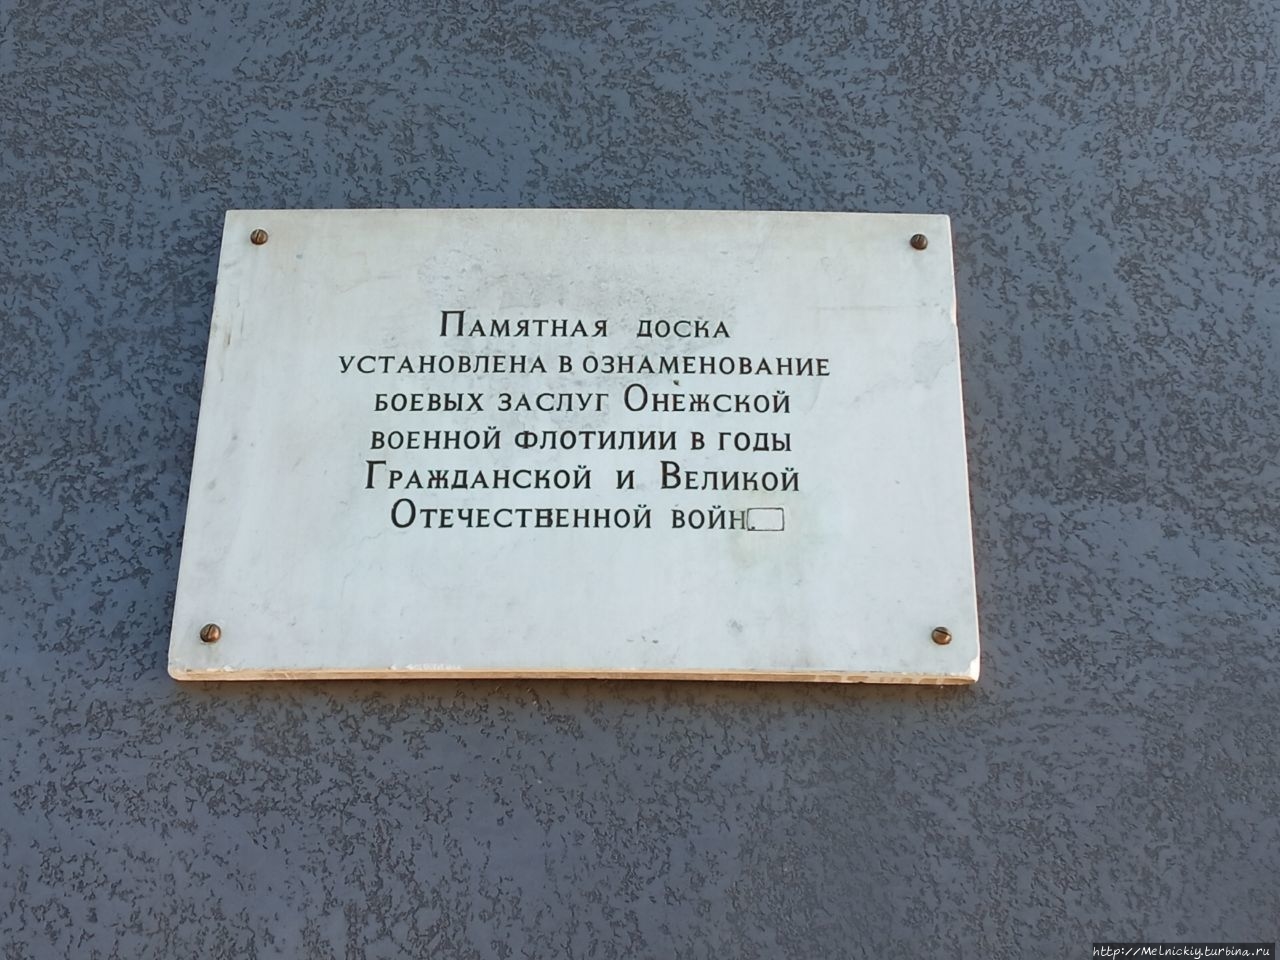 Памятная доска
установлена в ознаменование
боевых заслуг Онежской
военной флотилии в годы
Гражданской и Великой
Отечественной войн.
http://Melnickiy.turbina.ru